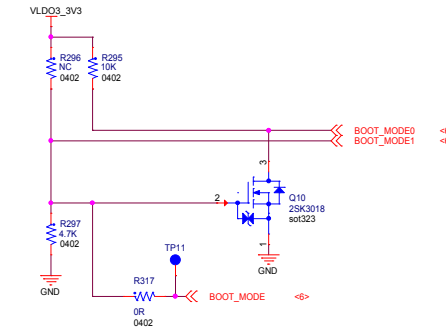 VLDO3_3V3
R296
NC
0402
R295
10K
0402
BOOT_MODE0
BOOT_MODE1
3
2
Q10
2SK3018
sot323
1
GND
R297
4.7K
0402
GND
TP11
R317
0R
0402
BOOT_MODE <6>